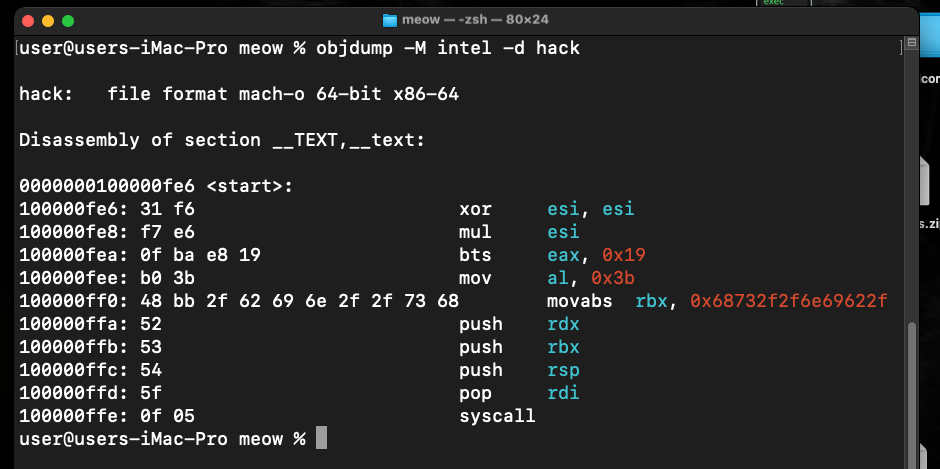 exec
meow — -zsh — 80×24
[user@users-iMac-Pro meow % objdump -M intel -d hack ]
hack:   file format mach-o 64-bit x86-64
Disassembly of section __TEXT,__text:
0000000100000fe6 <start>:
100000fe6: 31 f6                        xor     esi, esi
100000fe8: f7 e6                        mul     esi
100000fea: 0f ba e8 19                  bts     eax, 0x19
100000fee: b0 3b                        mov     al, 0x3b
100000ff0: 48 bb 2f 62 69 6e 2f 2f 73 68        movabs  rbx, 0x68732f2f6e69622f
100000ffa: 52                           push    rdx
100000ffb: 53                           push    rbx
100000ffc: 54                           push    rsp
100000ffd: 5f                           pop     rdi
100000ffe: 0f 05                        syscall
user@users-iMac-Pro meow %
con
s.zip